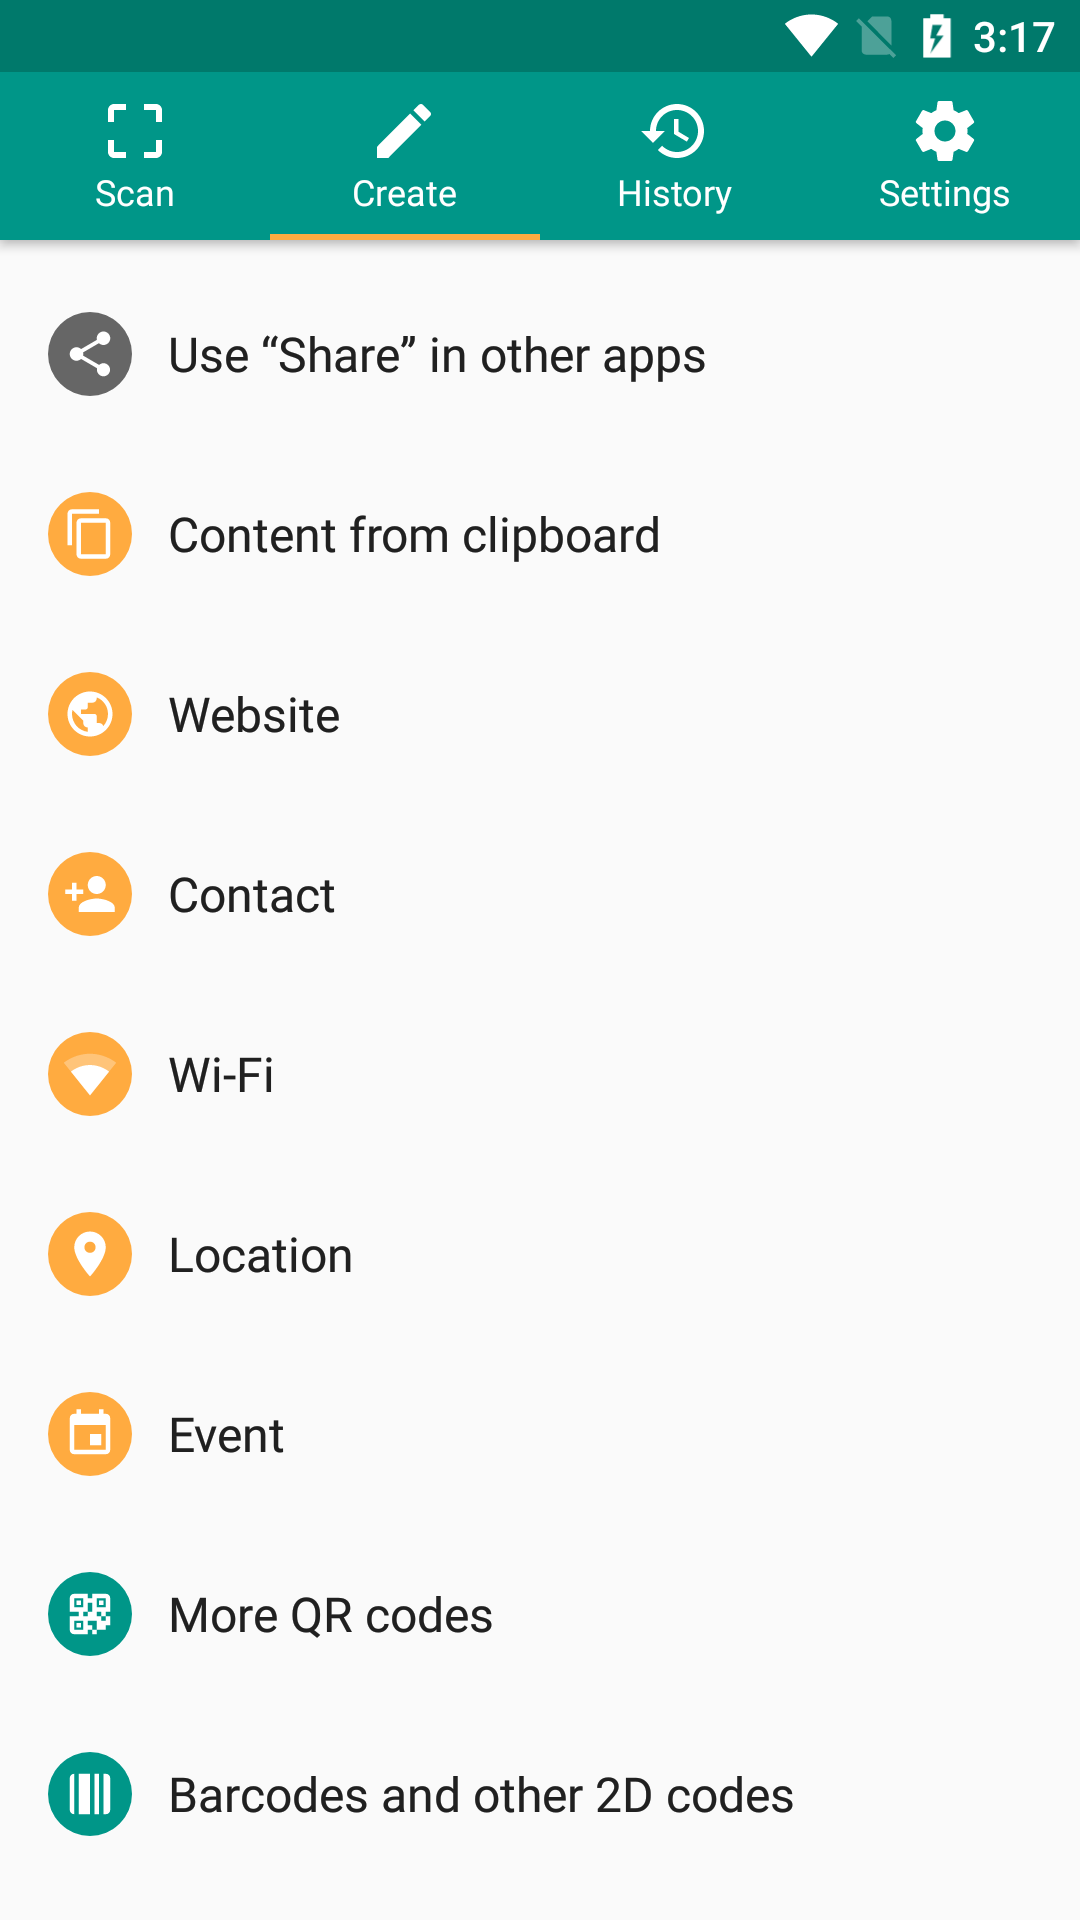 3:17
Scan
Create
History
Settings
Use “Share” in other apps
Content from clipboard
Website
Contact
Wi-Fi
Location
Event
More QR codes
Barcodes and other 2D codes